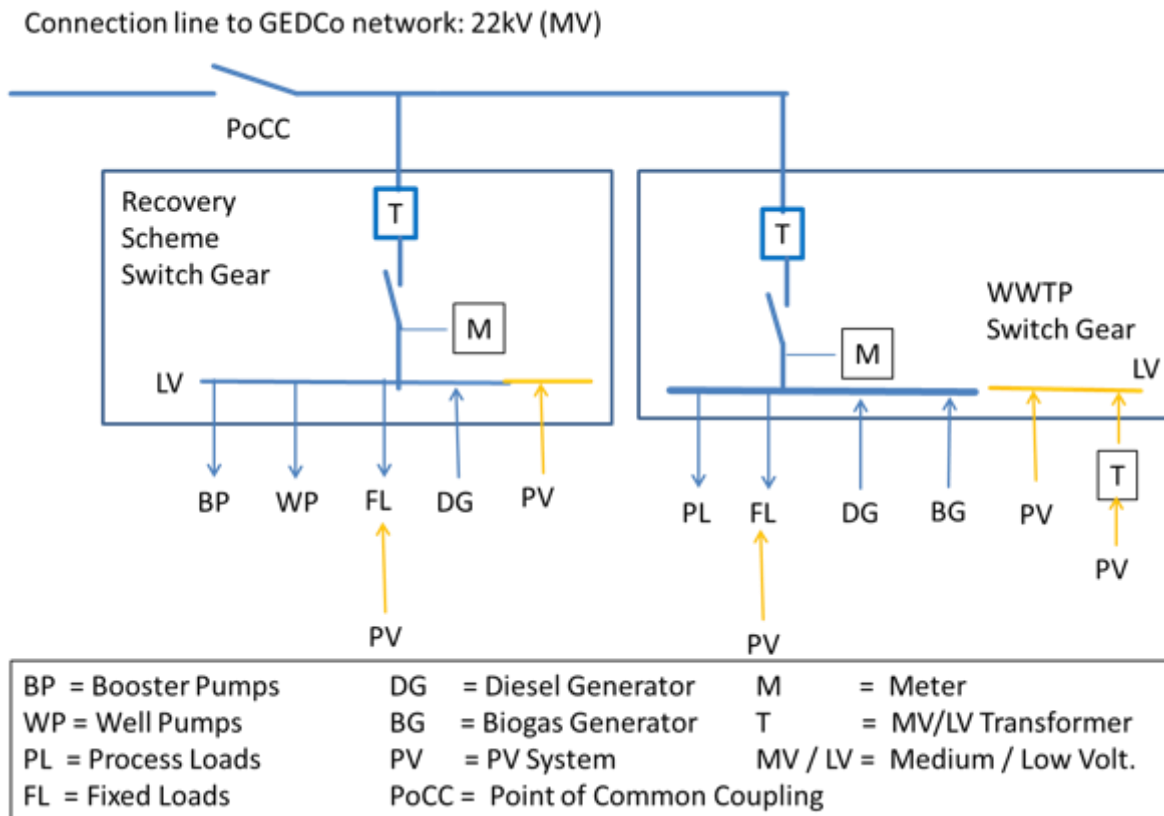 Connection line to GEDCo network: 22kV (MV)
PoCC
Recovery
Scheme
Switch Gear
T
M
LV
BP WP FL DG PV
PV
T
WWTP
Switch Gear
M
LV
PL FL DG BG PV
T
PV
PV
BP = Booster Pumps DG = Diesel Generator M = Meter
WP = Well Pumps BG = Biogas Generator T = MV/LV Transformer
PL = Process Loads PV = PV System MV / LV = Medium / Low Volt.
FL = Fixed Loads PoCC = Point of Common Coupling